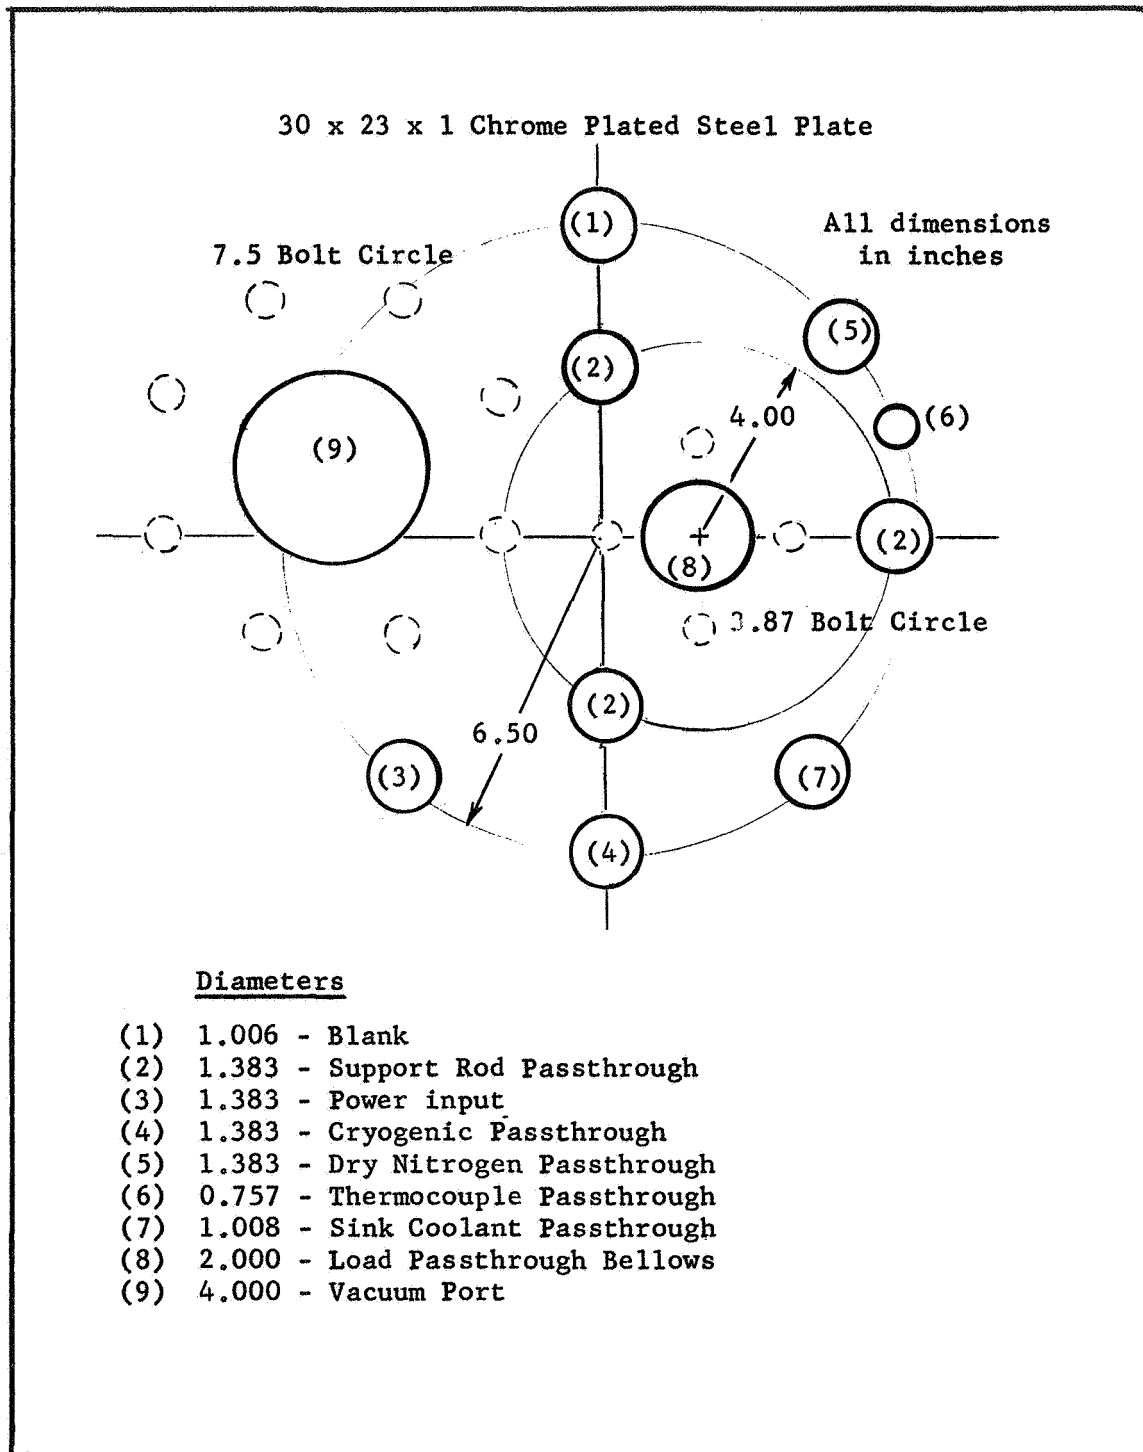 30 x 23 x 1 Chrome Plated Steel Plate
(1)
All dimensions
in inches
7.5 Bolt Circle
(5)
(2)
4.00
(6)
(9)
(2)
(8)
3.87 Bolt Circle
(2)
6.50
(3)
(7)
(4)
Diameters
(1) 1.006 - Blank
(2) 1.383 - Support Rod Passthrough
(3) 1.383 - Power input
(4) 1.383 - Cryogenic Passthrough
(5) 1.383 - Dry Nitrogen Passthrough
(6) 0.757 - Thermocouple Passthrough
(7) 1.008 - Sink Coolant Passthrough
(8) 2.000 - Load Passthrough Bellows
(9) 4.000 - Vacuum Port